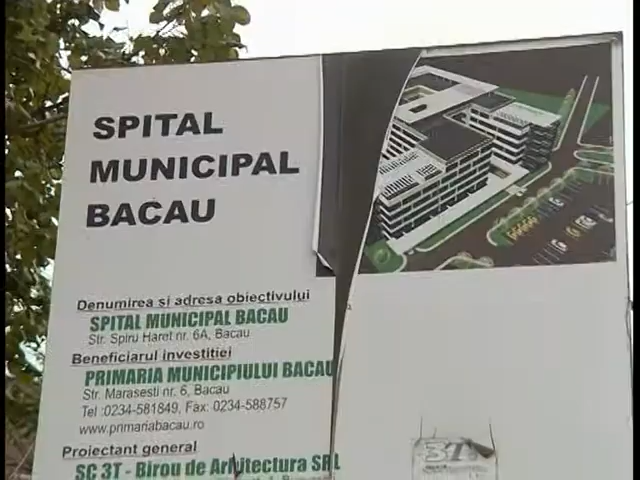 SPITAL
MUNICIPAL
BACAU
Denumirea si adresa obiectivului
SPITAL MUNICIPAL BACAU
Str. Spiru Haret nr. 6A, Bacau
Beneficiarul investitiei
PRIMARIA MUNICIPIULUI BACAU
Str. Marasesti nr. 6, Bacau
Tel :0234-581849, Fax: 0234-588757
www.primariabacau.ro
Proiectant general
SC 3T - Birou de Arhitectura SRL
3T